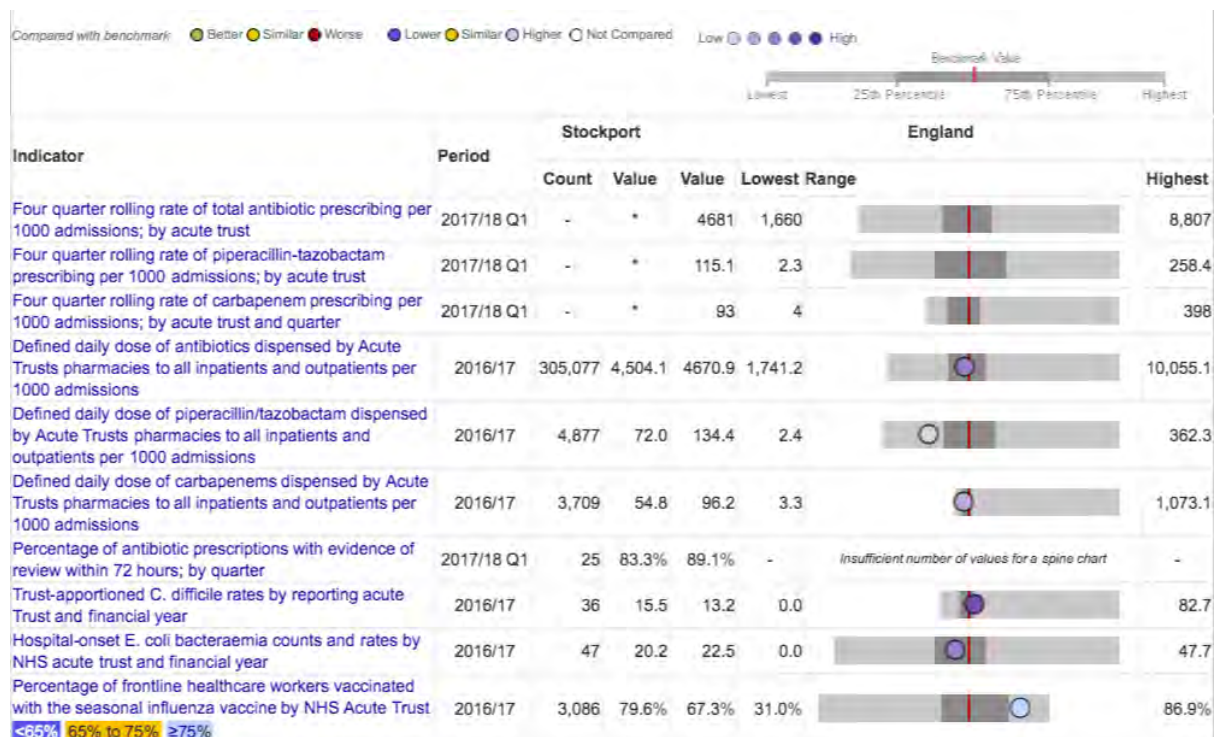 Compared with benchmark Better Similar Worse Lower Similar Higher Not Compared Low High
Benchmark Value
Lowest 25th Percentile 75th Percentile Highest
Stockport England
Indicator Period
Count Value Value Lowest Range Highest
Four quarter rolling rate of total antibiotic prescribing per
1000 admissions; by acute trust 2017/18 Q1 - * 4681 1,660 8,807
Four quarter rolling rate of piperacillin-tazobactam
prescribing per 1000 admissions; by acute trust 2017/18 Q1 - * 115.1 2.3 258.4
Four quarter rolling rate of carbapenem prescribing per
1000 admissions; by acute trust and quarter 2017/18 Q1 - * 93 4 398
Defined daily dose of antibiotics dispensed by Acute
Trusts pharmacies to all inpatients and outpatients per 2016/17 305,077 4,504.1 4670.9 1,741.2 10,055.1
1000 admissions
Defined daily dose of piperacillin/tazobactam dispensed
by Acute Trusts pharmacies to all inpatients and 2016/17 4,877 72.0 134.4 2.4 362.3
outpatients per 1000 admissions
Defined daily dose of carbapenems dispensed by Acute
Trusts pharmacies to all inpatients and outpatients per 2016/17 3,709 54.8 96.2 3.3 1,073.1
1000 admissions
Percentage of antibiotic prescriptions with evidence of
review within 72 hours; by quarter 2017/18 Q1 25 83.3% 89.1% - Insufficient number of values for a spine chart -
Trust-apportioned C. difficile rates by reporting acute
Trust and financial year 2016/17 36 15.5 13.2 0.0 82.7
Hospital-onset E. coli bacteraemia counts and rates by
NHS acute trust and financial year 2016/17 47 20.2 22.5 0.0 47.7
Percentage of frontline healthcare workers vaccinated
with the seasonal influenza vaccine by NHS Acute Trust 2016/17 3,086 79.6% 67.3% 31.0% 86.9%
<65% 65% to 75% ≥75%